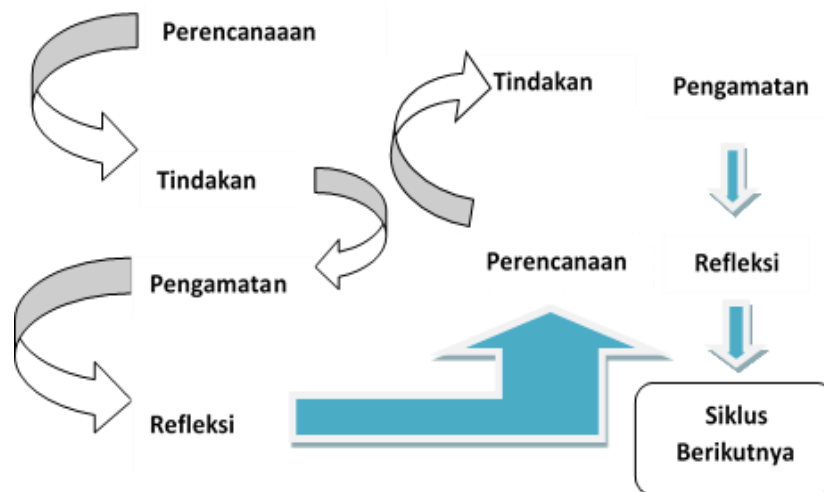 Perencanaaan
Tindakan
Pengamatan
Refleksi
Perencanaan
Tindakan
Pengamatan
Refleksi
Siklus
Berikutnya